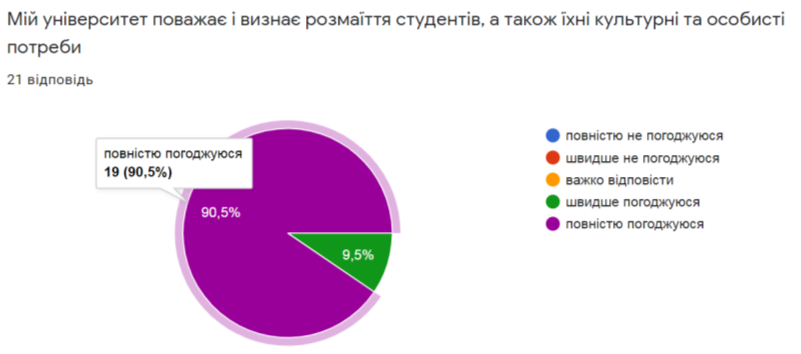 Мій університет поважає і визнає розмаїття студентів, а також їхні культурні та особисті
потреби
21 відповідь
повністю погоджуюся
19 (90,5%)
90,5%
9,5%
повністю не погоджуюся
швидше не погоджуюся
важко відповісти
швидше погоджуюся
повністю погоджуюся